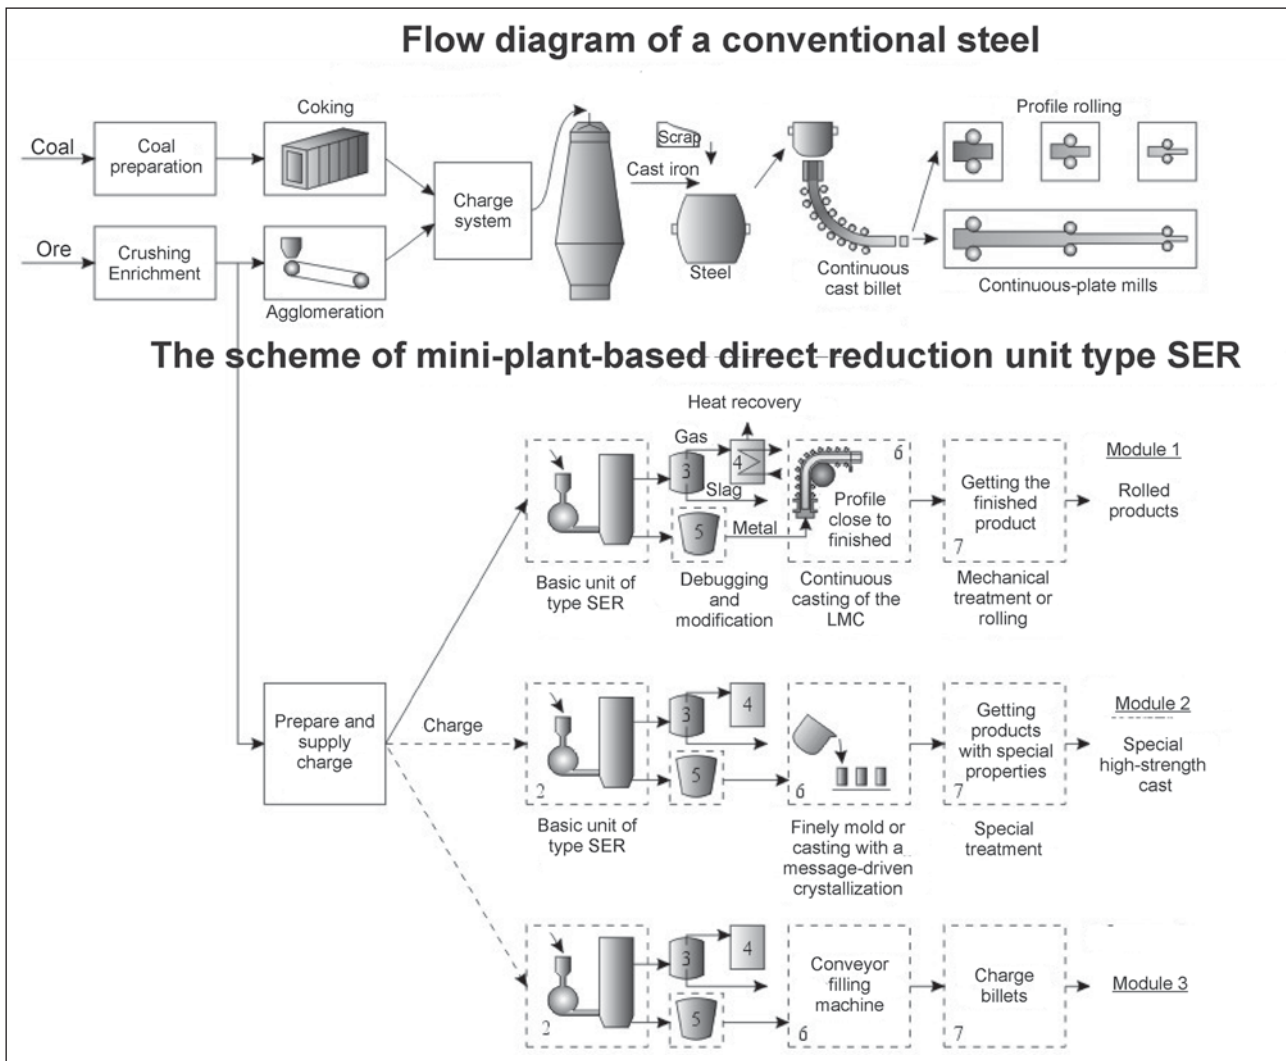 Flow diagram of a conventional steel
Coking
Profile rolling
Coal
Coal
preparation
Scrap
Cast iron
Charge
system
Ore
Crushing
Enrichment
Agglomeration
Steel
Continuous
cast billet
Continuous-plate mills
The scheme of mini-plant-based direct reduction unit type SER
Heat recovery
Gas
3
4
Slag
5
Metal
6
Profile
close to
finished
Getting the
finished
product
7
Module 1
Rolled
products
Basic unit of
type SER
Debugging
and
modification
Continuous
casting of the
LMC
Mechanical
treatment or
rolling
Prepare and
supply
charge
Charge
2
3
4
5
6
Getting
products
with special
properties
7
Module 2
Special
high-strength
cast
Basic unit of
type SER
Finely mold or
casting with a
message-driven
crystallization
Special
treatment
2
3
4
5
Conveyor
filling
machine
6
Charge
billets
7
Module 3